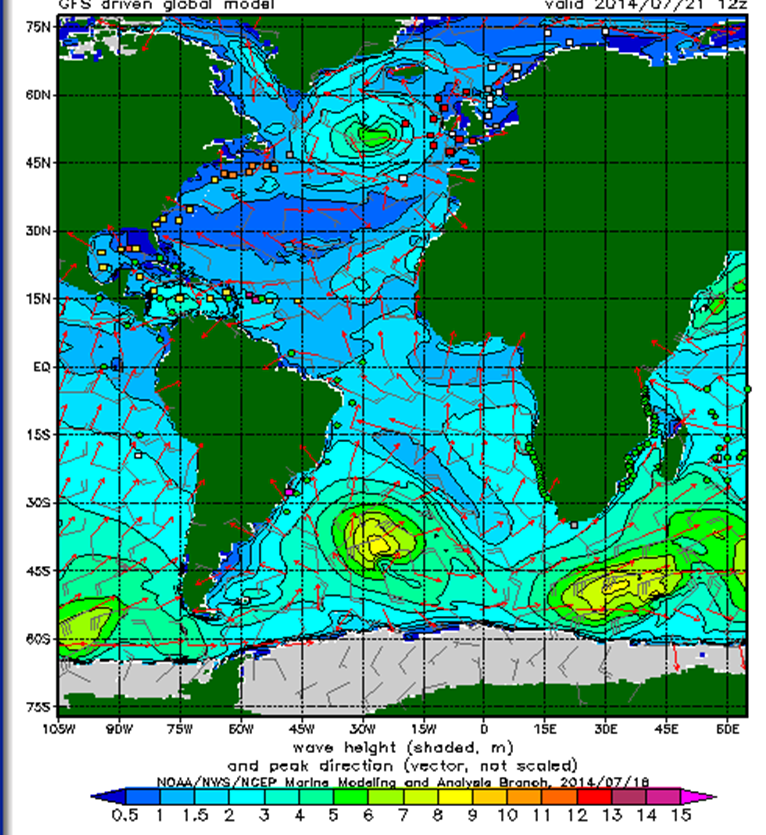 GFS driven global model valid 2014/07/21 12z
75N
60N
45N
30N
15N
EQ
15S
30S
45S
60S
75S
105W 90W 75W 60W 45W 30W 15W 0 15E 30E 45E 60E
wave height (shaded, m)
and peak direction (vector, not scaled)
NOAA/NWS/NCEP Marine Modeling and Analysis Branch, 2014/07/16
0.5 1 1.5 2 3 4 5 6 7 8 9 10 11 12 13 14 15